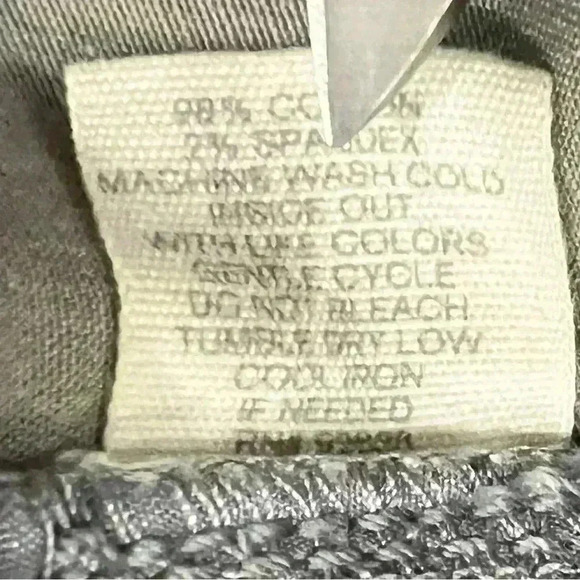 98% COTTON
2% SPANDEX
MACHINE WASH COLD
INSIDE OUT
WITH LIKE COLORS
GENTLE CYCLE
DO NOT BLEACH
TUMBLE DRY LOW
COOL IRON
IF NEEDED
RN#